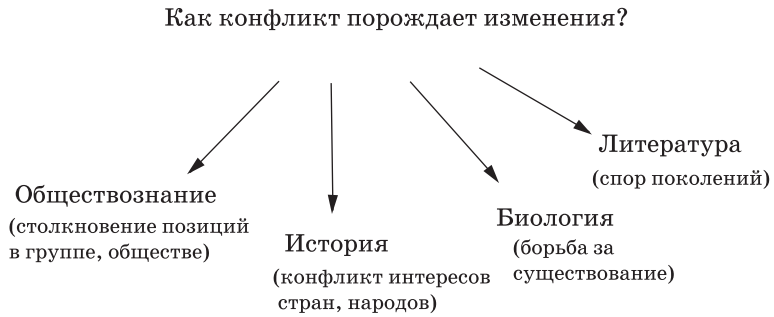 Как конфликт порождает изменения?
Обществознание
(столкновение позиций
в группе, обществе)
История
(конфликт интересов
стран, народов)
Биология
(борьба за
существование)
Литература
(спор поколений)